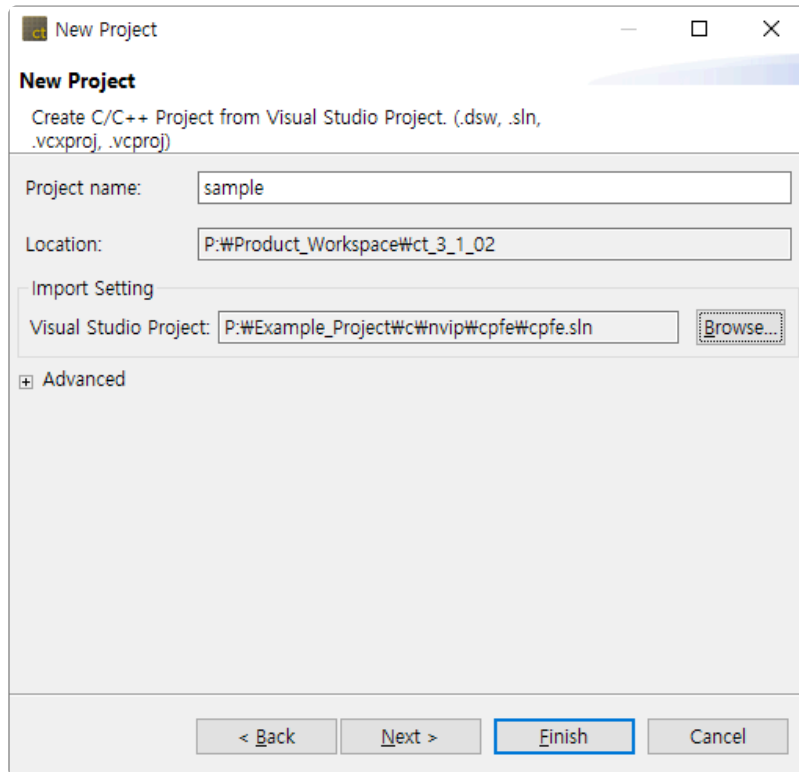 ct New Project
New Project
Create C/C++ Project from Visual Studio Project. (.dsw, .sln,
.vcxproj, .vcproj)
Project name: sample
Location: P:₩Product_Workspace₩ct_3_1_02
Import Setting
Visual Studio Project: P:₩Example_Project₩c₩nvip₩cpfe₩cpfe.sln Browse...
Advanced
< Back Next > Finish Cancel